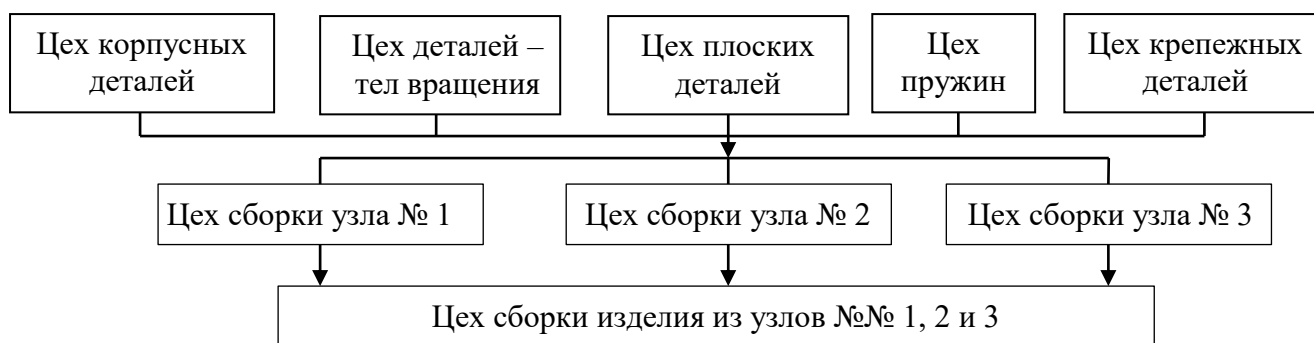 Цех корпусных
деталей
Цех деталей –
тел вращения
Цех плоских
деталей
Цех
пружин
Цех крепежных
деталей
Цех сборки узла № 1
Цех сборки узла № 2
Цех сборки узла № 3
Цех сборки изделия из узлов №№ 1, 2 и 3